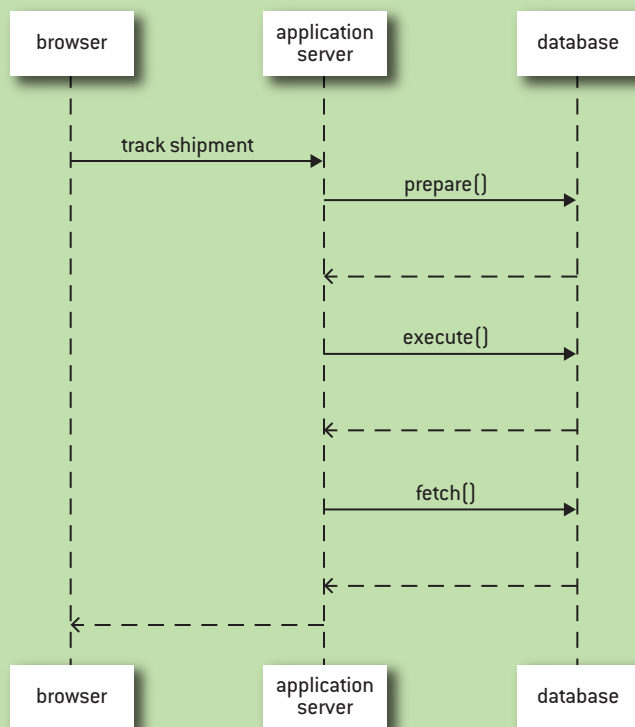 browser
application
server
database
track shipment
prepare()
execute()
fetch()
browser
application
server
database